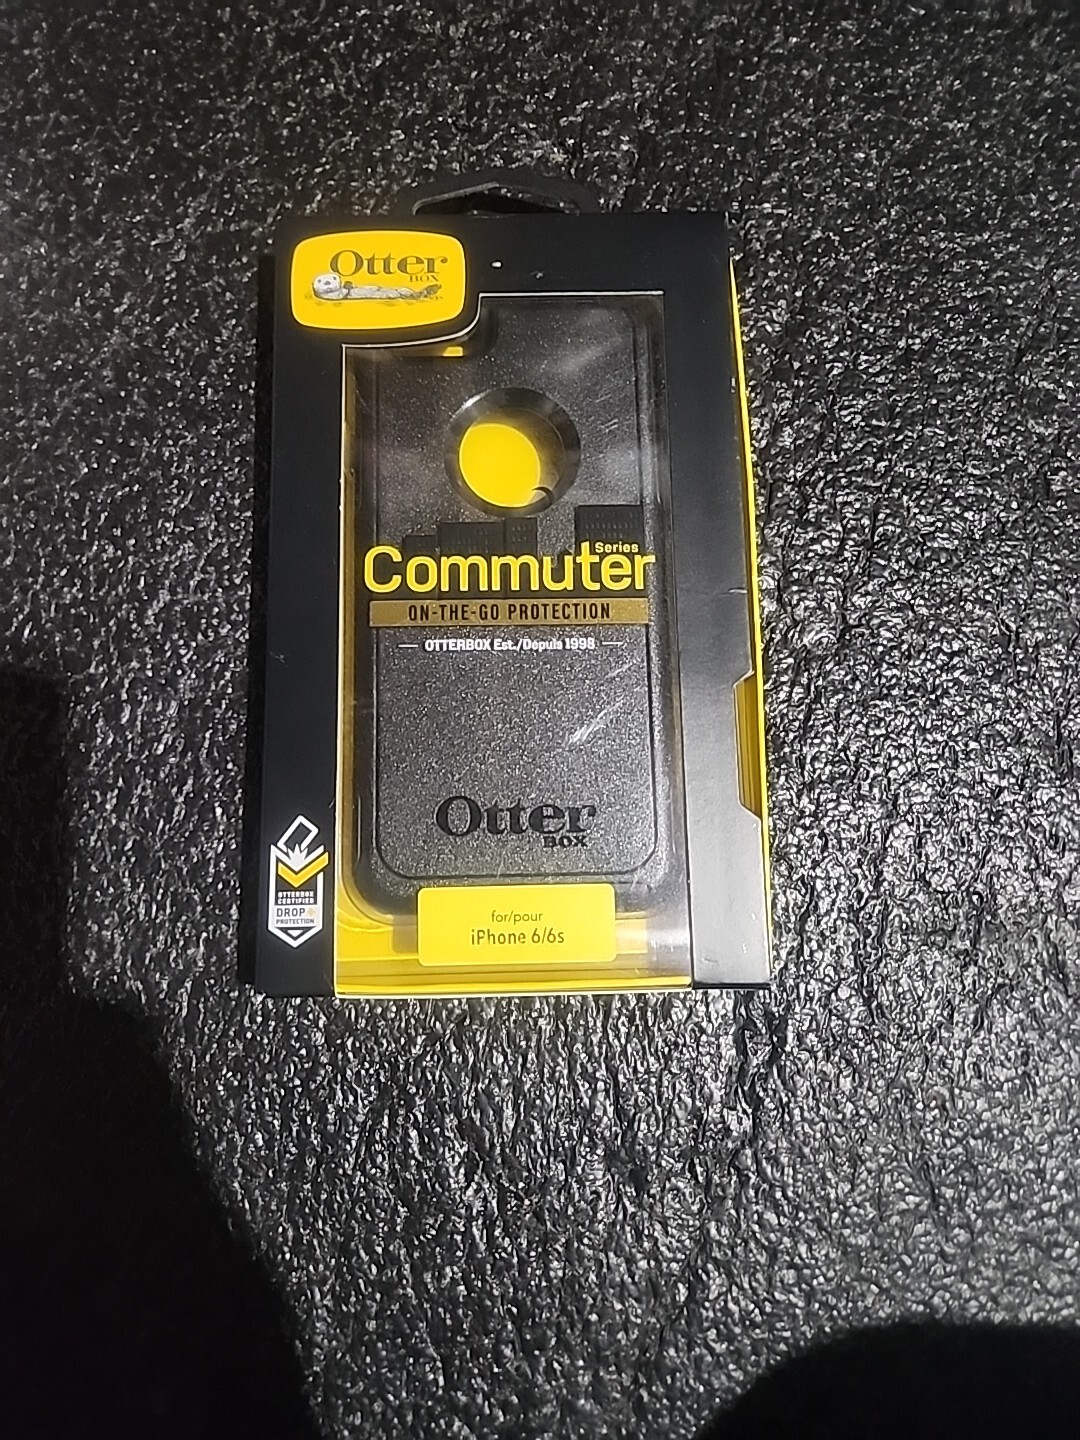 Otter
BOX
Series
Commuter
ON-THE-GO PROTECTION
OTTERBOX Est./Depuis 1998
Otter
BOX
OTTERBOX
CERTIFIED
DROP+
PROTECTION
for/pour
iPhone 6/6s